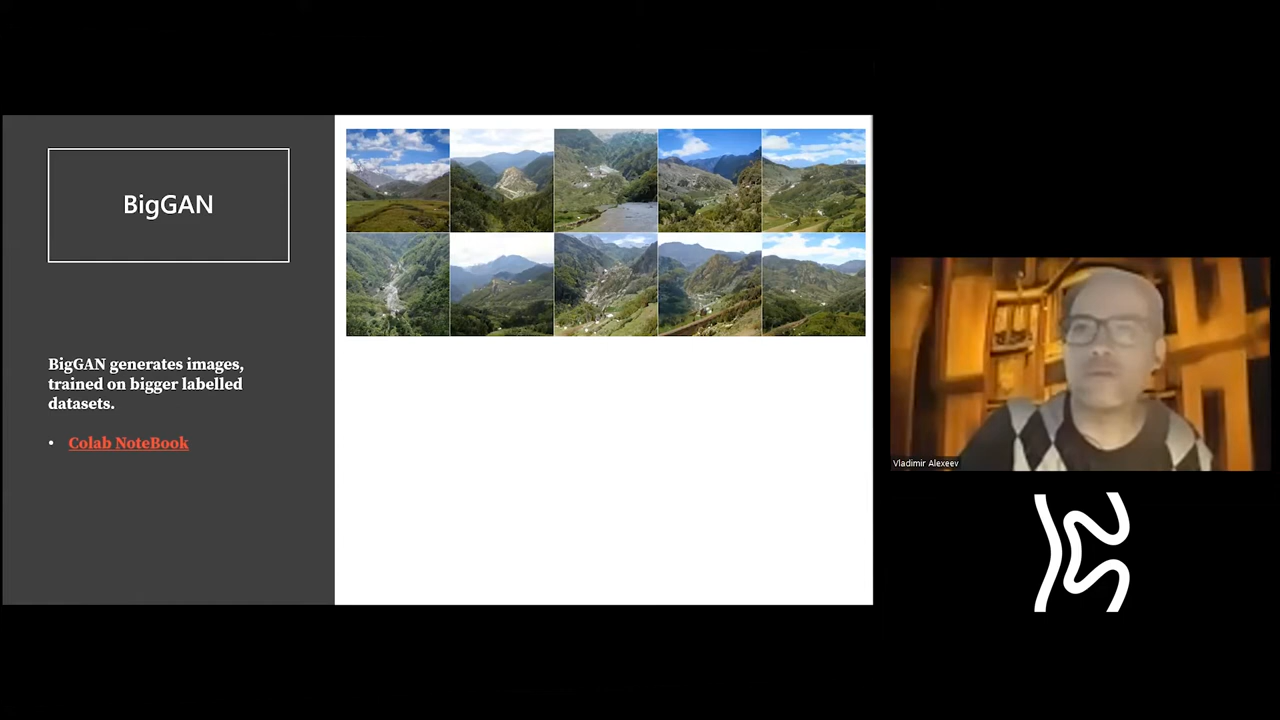 BigGAN
BigGAN generates images,
trained on bigger labelled
datasets.
• Colab NoteBook
Vladimir Alexeev